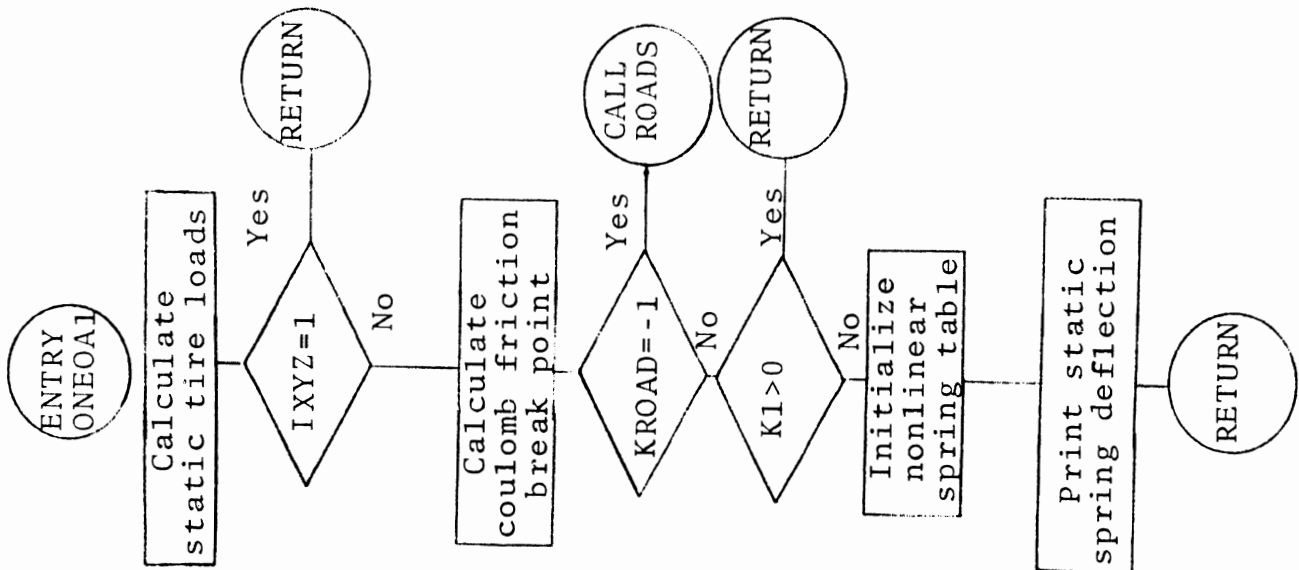 ENTRY
ONEOA1
Calculate
static tire loads
IXYZ=1
Yes
RETURN
No
Calculate
coulomb friction
break point
KROAD=-1
Yes
CALL
ROADS
No
K1>0
Yes
RETURN
No
Initialize
nonlinear
spring table
Print static
spring deflection
RETURN